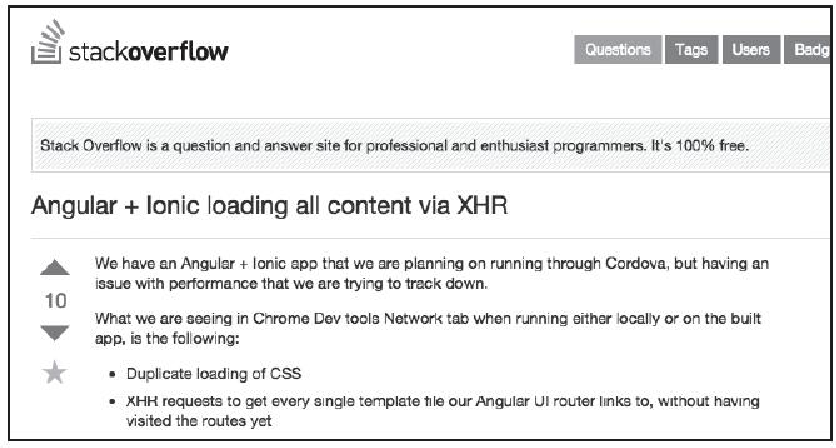 stackoverflow
Questions Tags Users Badg
Stack Overflow is a question and answer site for professional and enthusiast programmers. It's 100% free.
Angular + Ionic loading all content via XHR
We have an Angular + Ionic app that we are planning on running through Cordova, but having an
issue with performance that we are trying to track down.
10
What we are seeing in Chrome Dev tools Network tab when running either locally or on the built
app, is the following:
• Duplicate loading of CSS
• XHR requests to get every single template file our Angular UI router links to, without having
visited the routes yet